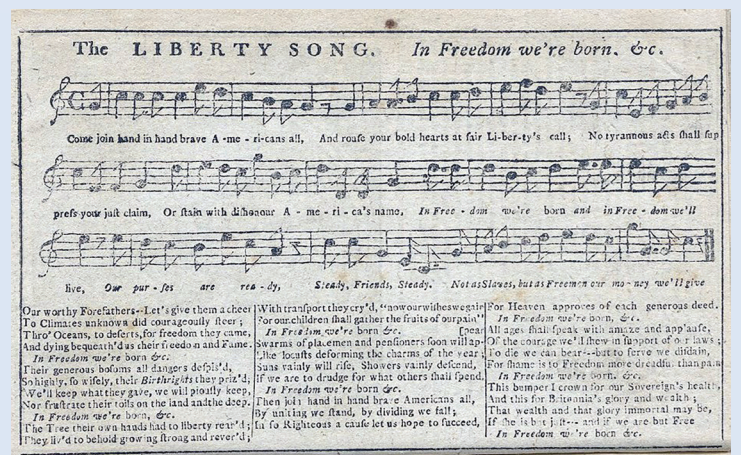 The LIBERTY SONG. In Freedom we're born. &c.
Come join hand in hand brave A-me-ri-cans all, And rouse your bold hearts at fair Li-ber-ty's call; No tyrannous acts shall sup
press your just claim, Or stain with dishonour A-me-ri-ca's name, In Free-dom we're born and in Free-dom we'll
live, Our pur-ses are rea-dy, Steady, Friends, Steady. Not as Slaves, but as Freemen our mo-ney we'll give
Our worthy Forefathers--Let's give them a cheer
To Climates unknown did courageously steer;
Thro' Oceans, to deserts, for freedom they came,
And dying bequeath'd us their freedom and Fame.
In Freedom we're born &c.
Their generous bosoms all dangers despis'd,
So highly, so wisely, their Birthrights they priz'd;
We'll keep what they gave, we will piously keep,
Nor frustrate their toils on the land and the deep.
In Freedom we're born, &c.
The Tree their own hands had to liberty rear'd;
They liv'd to behold growing strong and rever'd;
With transport they cry'd, "now our wishes we gain
For our children shall gather the fruits of our pain"
In Freedom we're born &c. [pear
Swarms of placemen and pensioners soon will ap-
Like locusts deforming the charms of the year;
Suns vainly will rise, Showers vainly descend,
If we are to drudge for what others shall spend.
In Freedom we're born &c.
Then join hand in hand brave Americans all,
By uniting we stand, by dividing we fall;
In so Righteous a cause let us hope to succeed,
For Heaven approves of each generous deed.
In Freedom we're born, &c.
All ages shall speak with amaze and applause,
Of the courage we'll shew in support of our laws;
To die we can bear--but to serve we disdain,
For shame is to Freedom more dreadful than pain
In Freedom we're born &c.
This bumper I crown for our Sovereign's health,
And this for Britannia's glory and wealth;
That wealth and that glory immortal may be,
If she is but just--- and if we are but Free
In Freedom we're born &c.